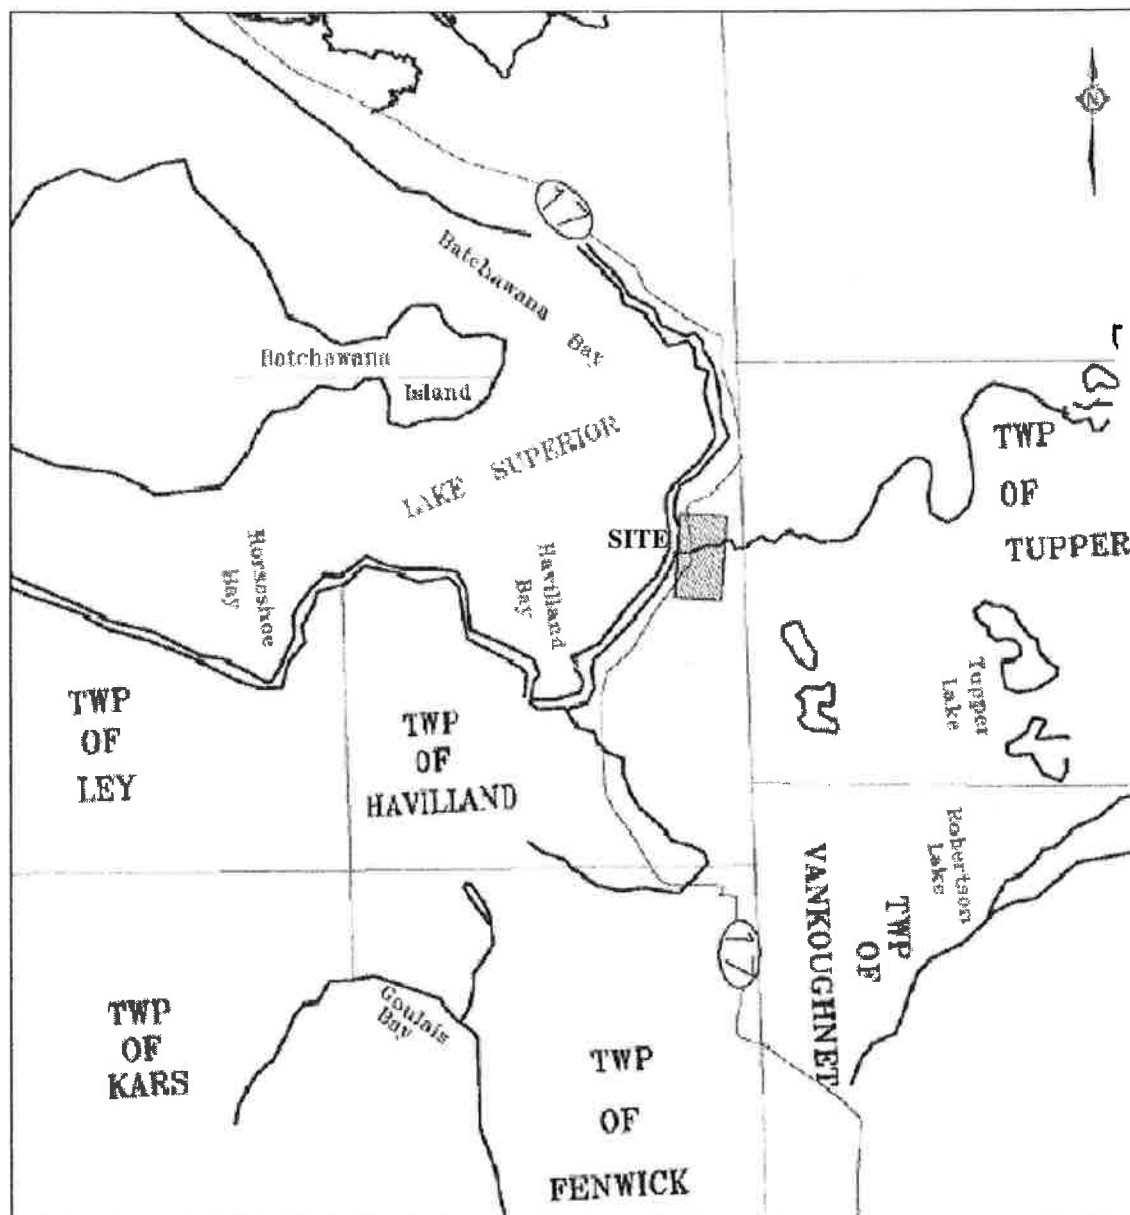 N
17
Batchawana
Bay
Batchawana
Island
LAKE SUPERIOR
TWP
OF
TUPPER
SITE
Horseshoe
Bay
Havilland
Bay
Tupper
Lake
TWP
OF
LEY
TWP
OF
HAVILLAND
Robertson
Lake
TWP
OF
VANKOUGHNET
17
Goulais
Bay
TWP
OF
KARS
TWP
OF
FENWICK